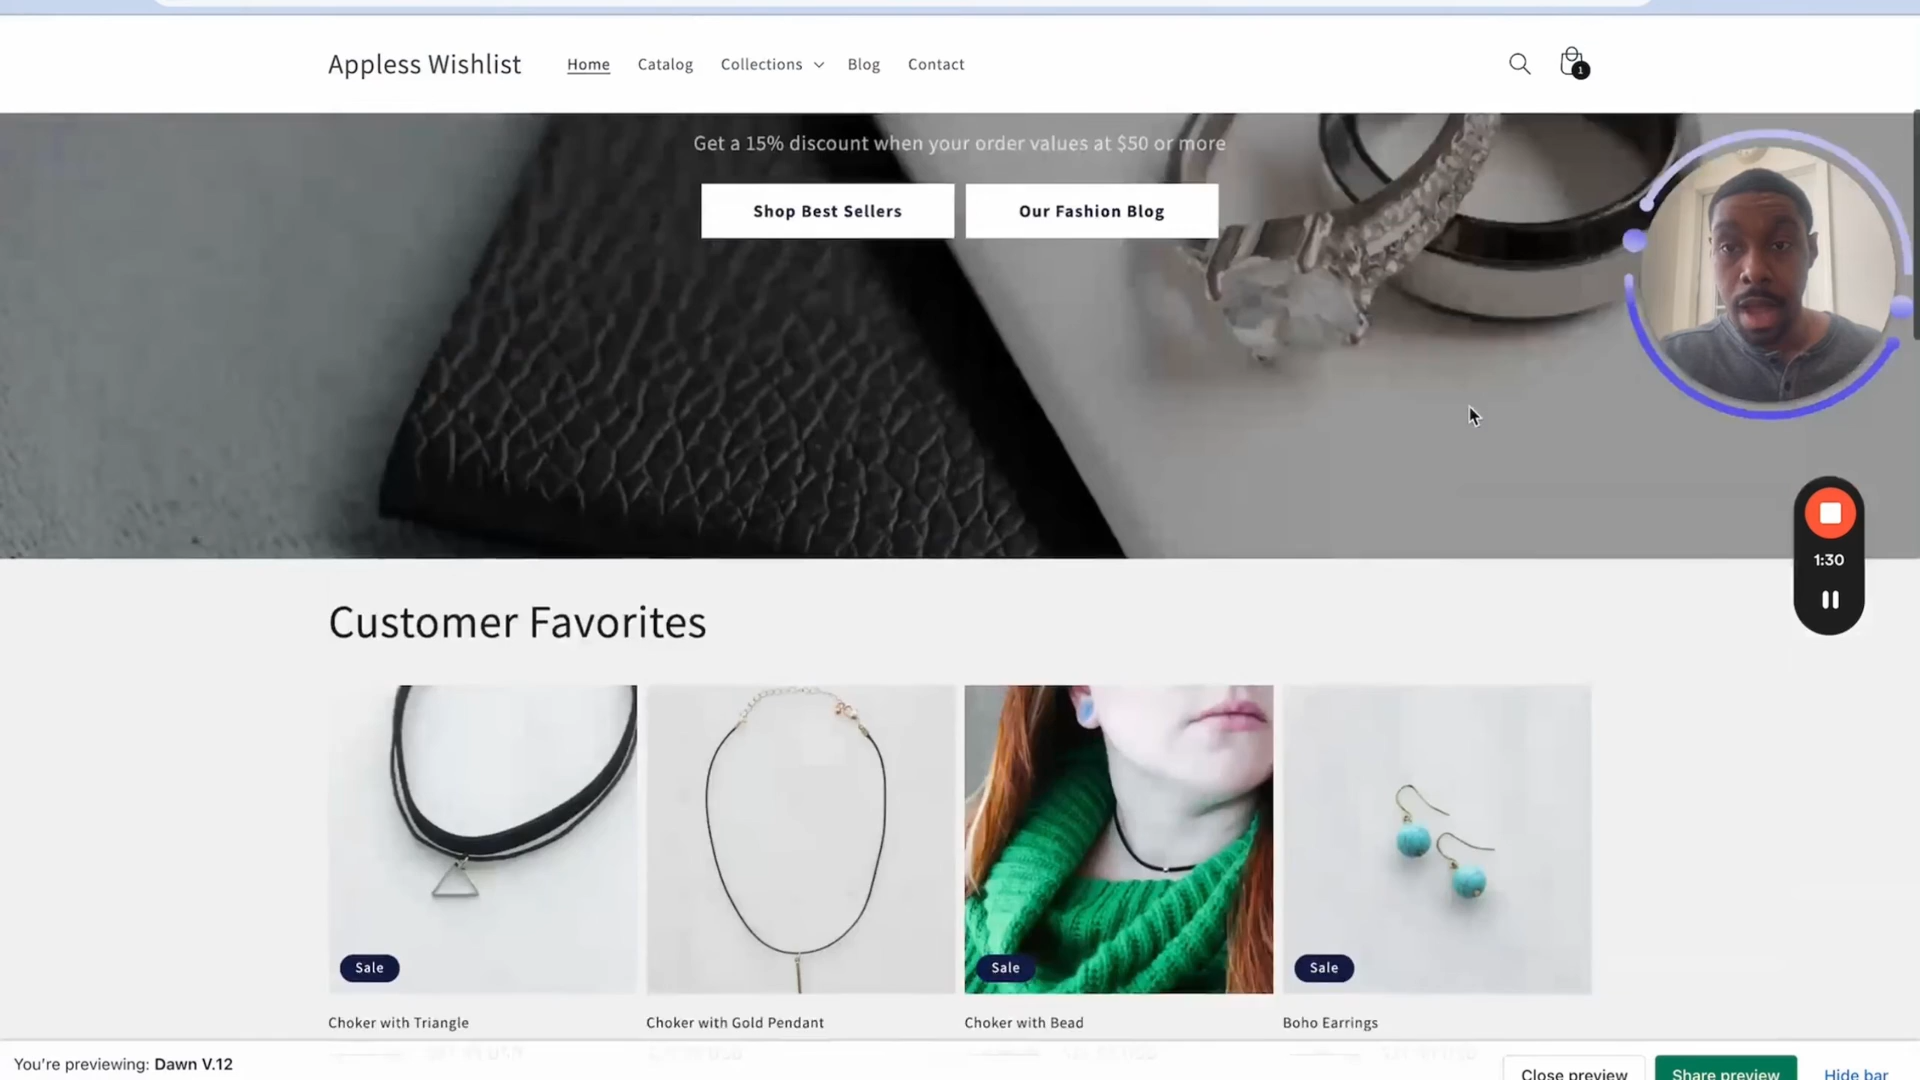 Appless Wishlist
Home
Catalog
Collections
Blog
Contact
1
Get a 15% discount when your order values at $50 or more
Shop Best Sellers
Our Fashion Blog
1:30
Customer Favorites
Sale
Sale
Sale
Choker with Triangle
Choker with Gold Pendant
Choker with Bead
Boho Earrings
You're previewing: Dawn V.12
Close preview
Share preview
Hide bar